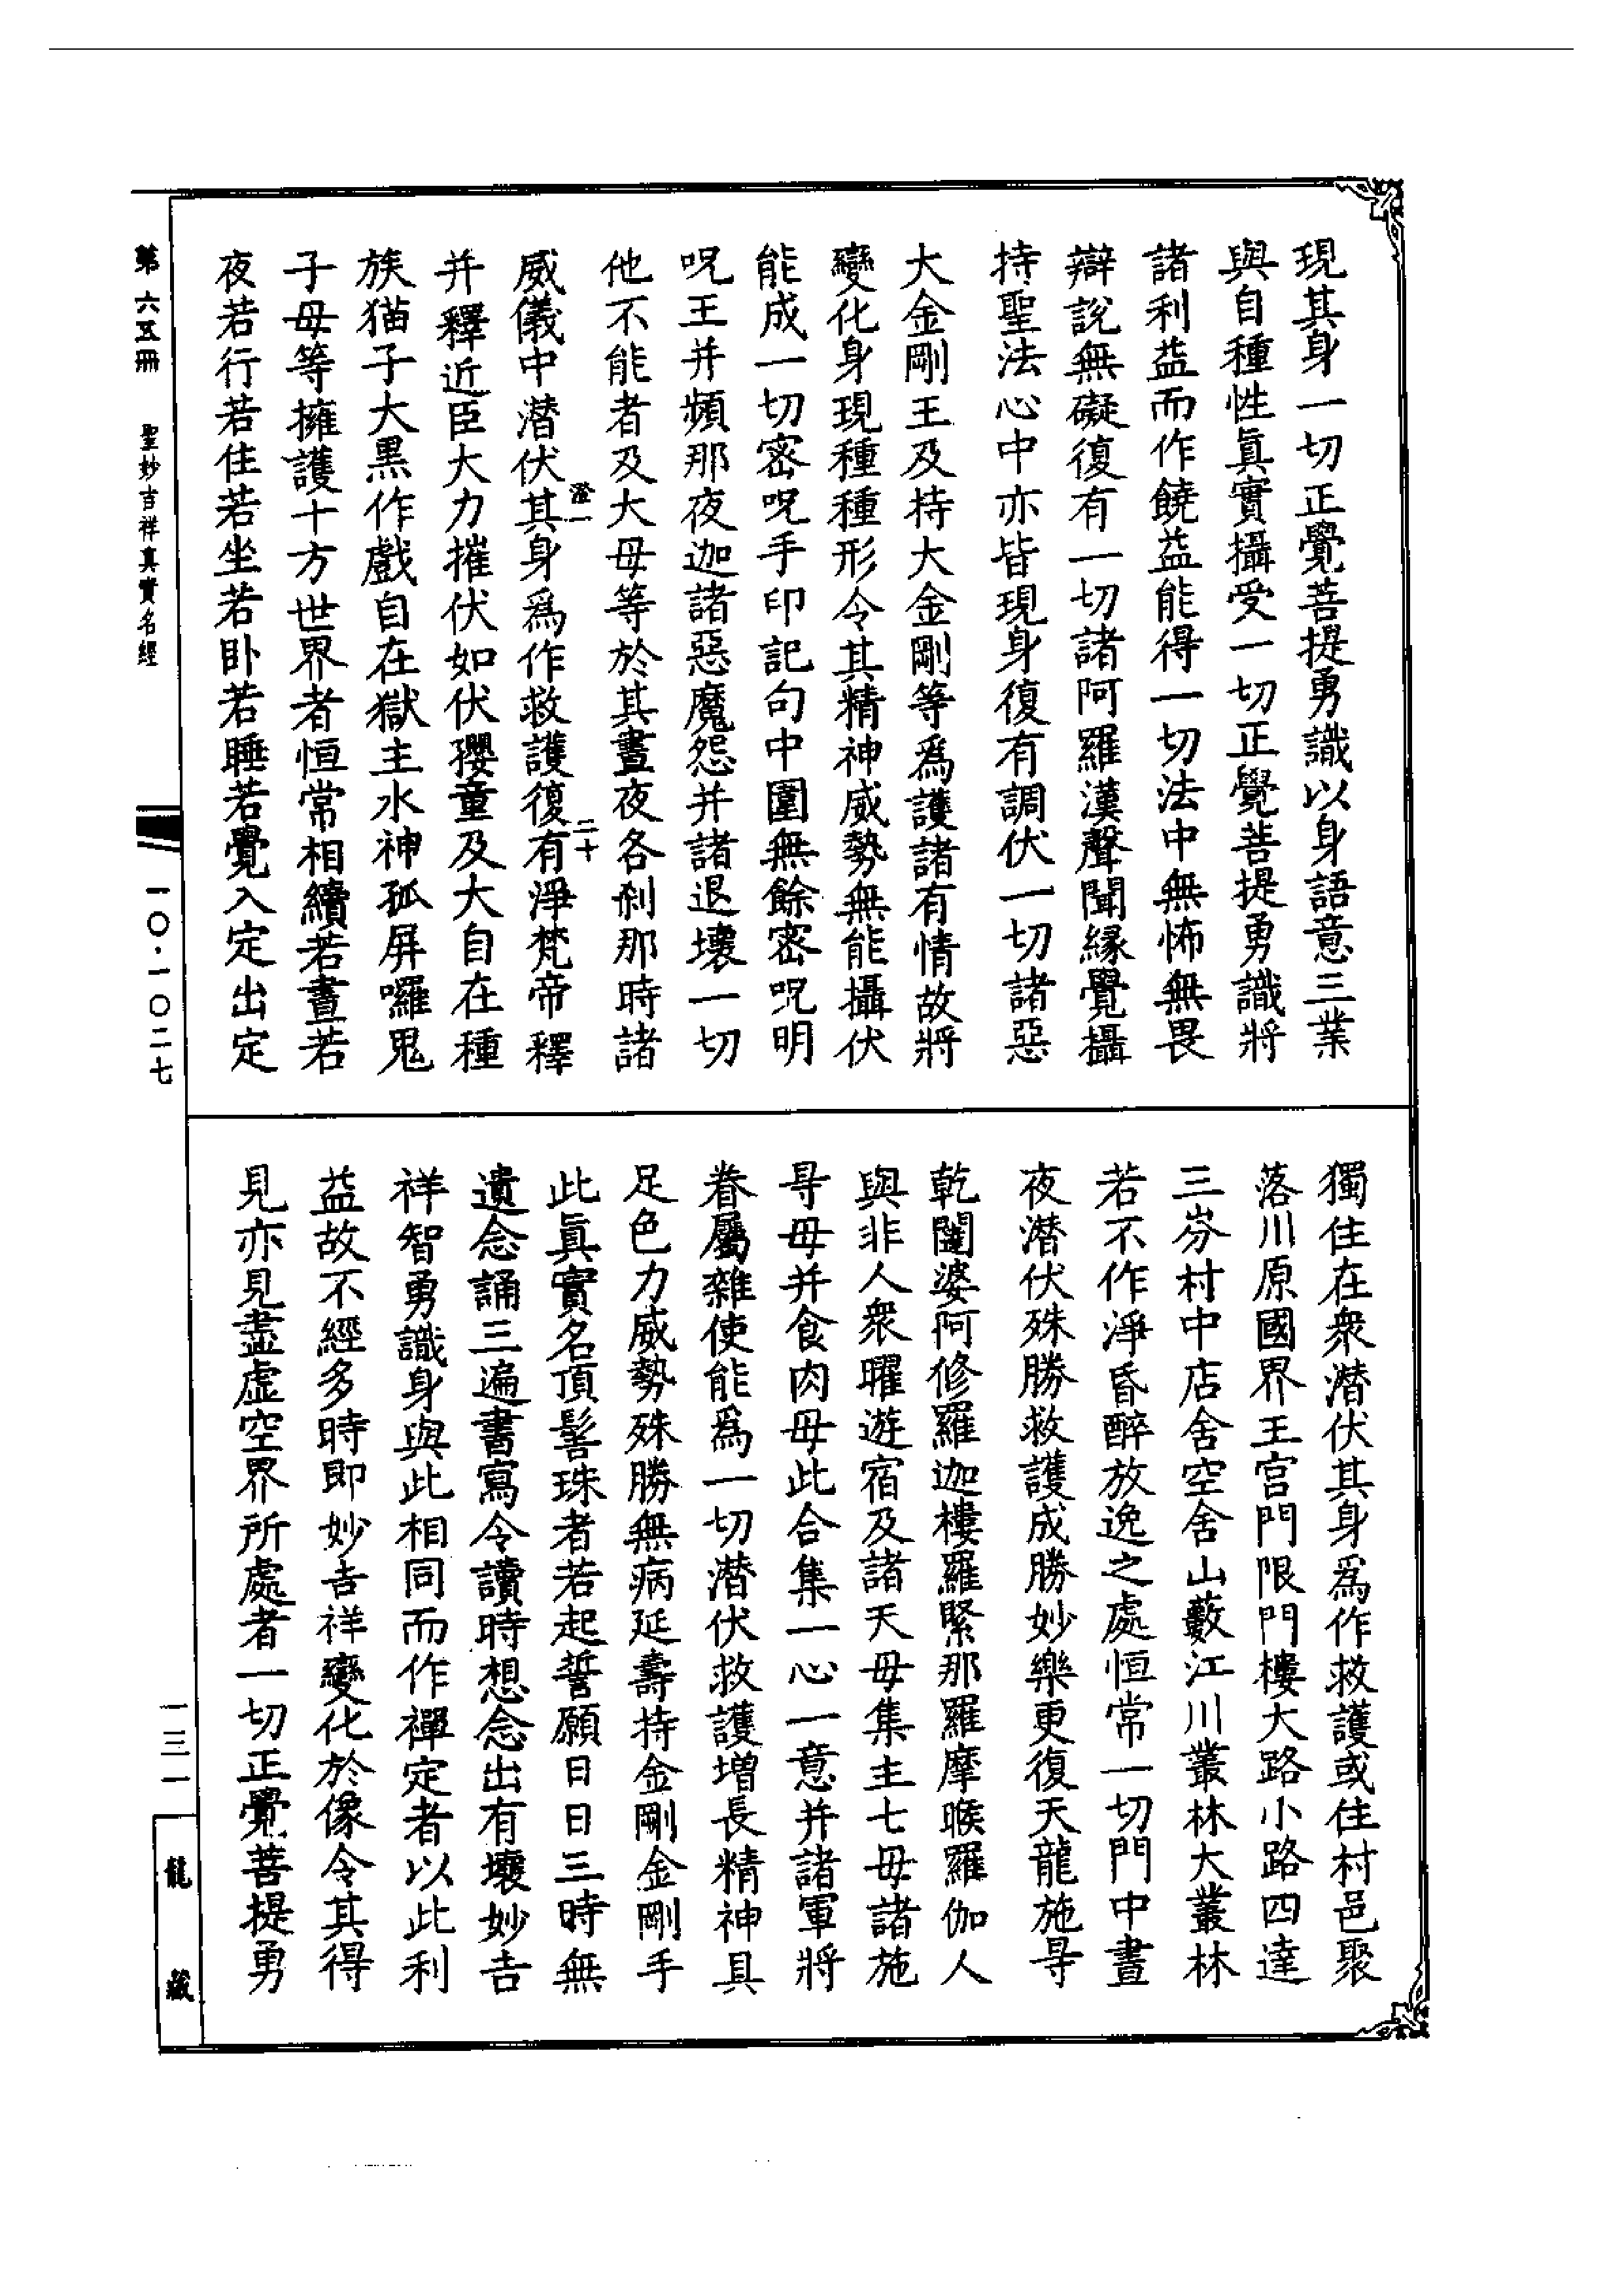 現其身一切正覺菩提勇識以身語意三業
與自種性眞實攝受一切正覺菩提勇識將
諸利益而作饒益能得一切法中無怖無畏
辯說無礙復有一切諸阿羅漢聲聞緣覺攝
持聖法心中亦皆現身復有調伏一切諸惡
大金剛王及持大金剛等爲護諸有情故將
變化身現種種形令其精神威勢無能攝伏
能成一切密呪手印記句中圍無餘密呪明
呪王并頻那夜迦諸惡魔怨并諸退壞一切
他不能者及大母等於其晝夜各剎那時諸
澄一
二十
威儀中潛伏其身爲作救護復有淨梵帝釋
并釋近臣大力摧伏如伏孾童及大自在種
族猫子大黑作戲自在獄主水神孤屏囉鬼
子母等擁護十方世界者恒常相續若晝若
夜若行若住若坐若臥若睡若覺入定出定
獨住在衆潛伏其身爲作救護或住村邑聚
落川原國界王宮門限門樓大路小路四達
三岔村中店舍空舍山藪江川叢林大叢林
若不作淨昏醉放逸之處恒常一切門中晝
夜潛伏殊勝救護成勝妙樂更復天龍施㝵
乾闥婆阿修羅迦樓羅緊那羅摩睺羅伽人
與非人衆曜遊宿及諸天母集主七母諸施
㝵母并食肉母此合集一心一意并諸軍將
眷屬雜使能爲一切潛伏救護增長精神具
足色力威勢殊勝無病延壽持金剛金剛手
此眞實名頂髻珠者若起誓願日日三時無
遺念誦三遍書寫令讀時想念出有壞妙吉
祥智勇識身與此相同而作禪定者以此利
益故不經多時即妙吉祥變化於像令其得
見亦見盡虛空界所處者一切正覺菩提勇
第六五冊
聖妙吉祥真實名經
一〇·一〇二七
一三一
龍藏